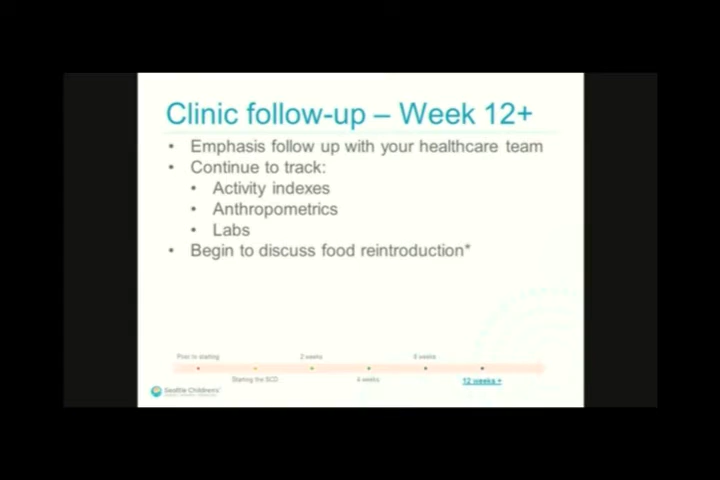 Clinic follow-up – Week 12+
• Emphasis follow up with your healthcare team
• Continue to track:
• Activity indexes
• Anthropometrics
• Labs
• Begin to discuss food reintroduction*
Prior to starting
2 weeks
8 weeks
Starting the SCD
4 weeks
12 weeks +
Seattle Children's